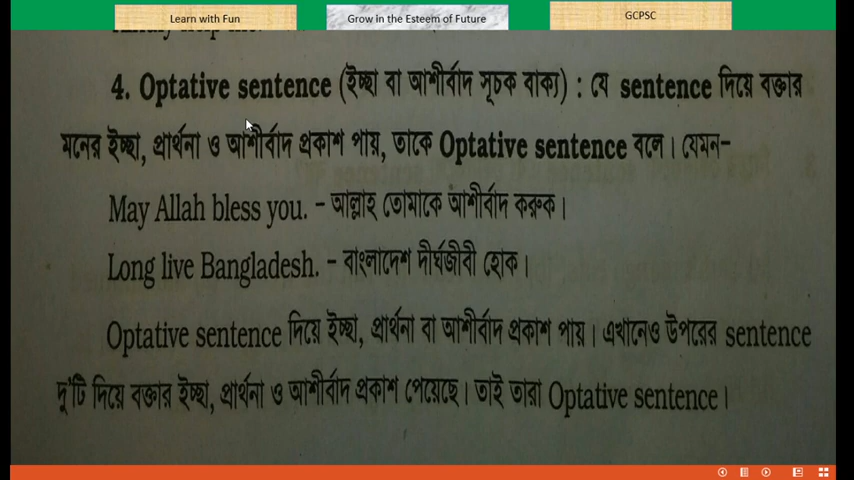 Learn with Fun
Grow in the Esteem of Future
GCPSC
4. Optative sentence (ইচ্ছা বা আশীর্বাদ সূচক বাক্য) : যে sentence দিয়ে বক্তার
মনের ইচ্ছা, প্রার্থনা ও আশীর্বাদ প্রকাশ পায়, তাকে Optative sentence বলে। যেমন-
May Allah bless you. - আল্লাহ তোমাকে আশীর্বাদ করুক।
Long live Bangladesh. - বাংলাদেশ দীর্ঘজীবী হোক।
Optative sentence দিয়ে ইচ্ছা, প্রার্থনা বা আশীর্বাদ প্রকাশ পায়। এখানেও উপরের sentence
দু'টি দিয়ে বক্তার ইচ্ছা, প্রার্থনা ও আশীর্বাদ প্রকাশ পেয়েছে। তাই তারা Optative sentence।